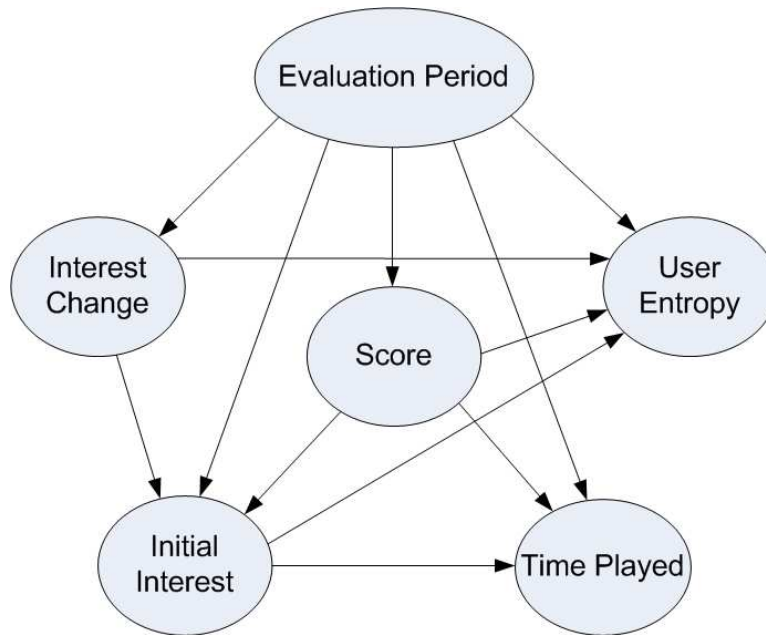 Evaluation Period
Interest
Change
User
Entropy
Score
Initial
Interest
Time Played